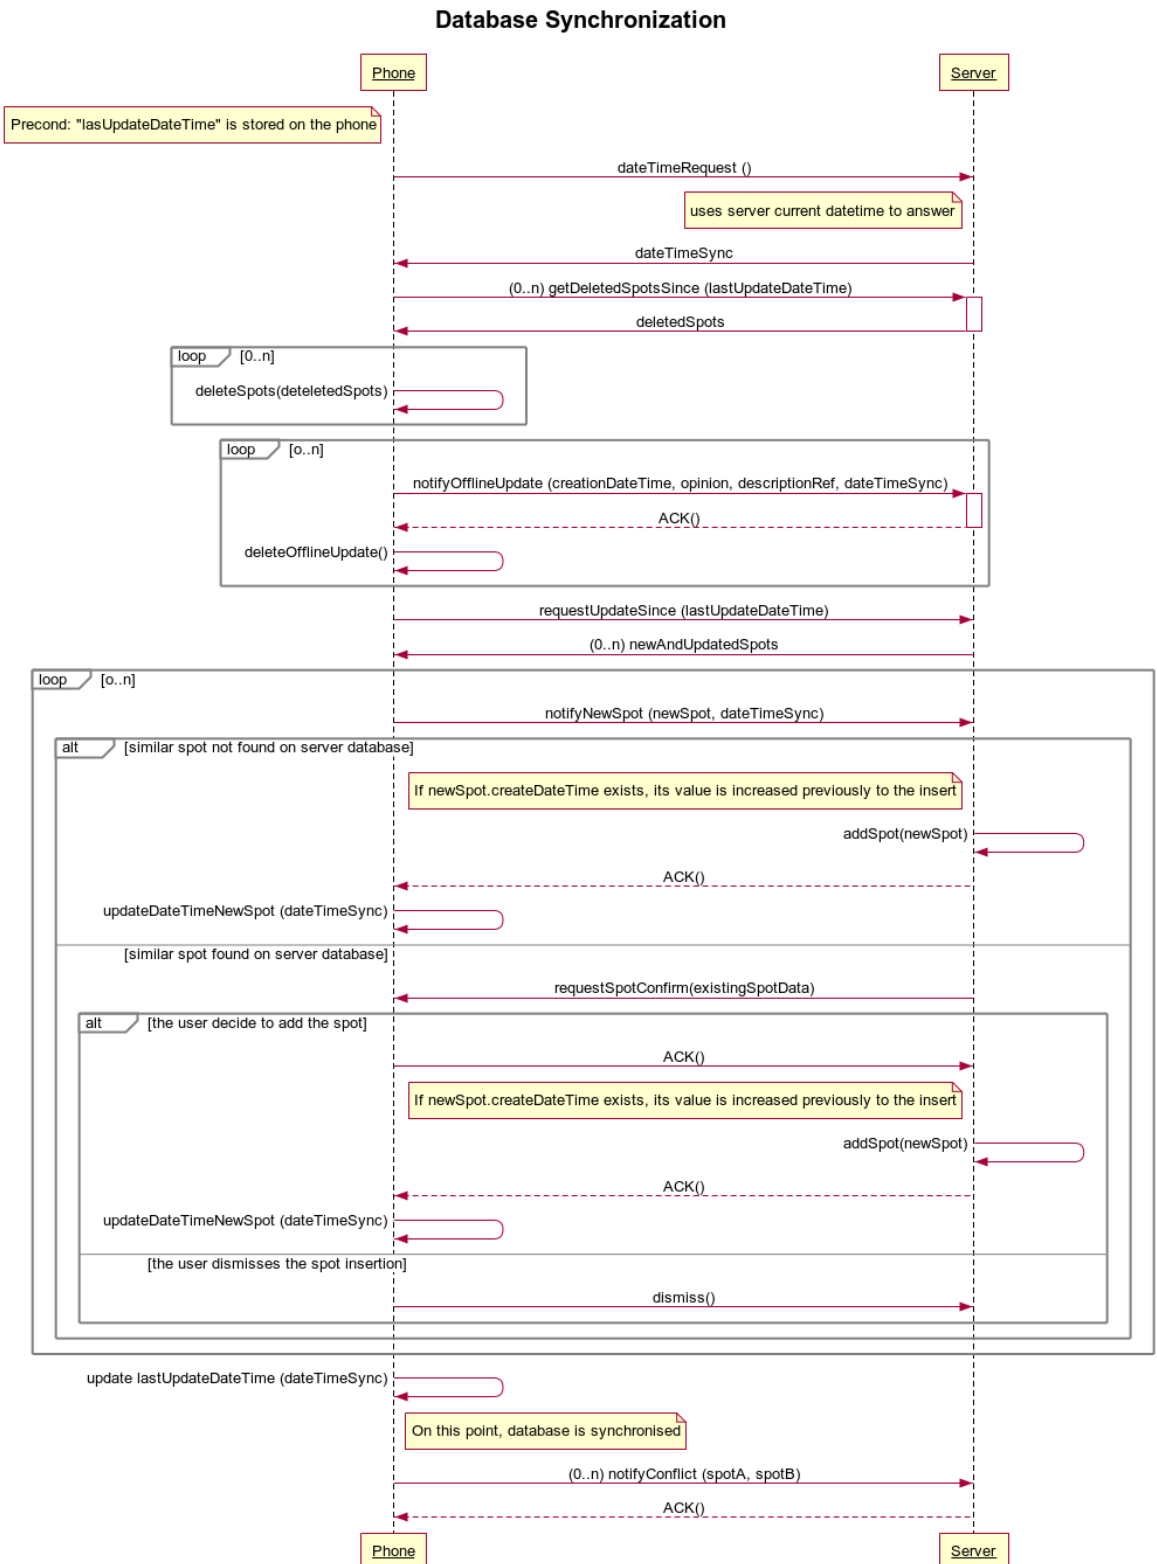 Database Synchronization
Phone
Server
Precond: "lasUpdateDateTime" is stored on the phone
dateTimeRequest ()
uses server current datetime to answer
dateTimeSync
(0..n) getDeletedSpotsSince (lastUpdateDateTime)
deletedSpots
loop [0..n]
deleteSpots(deteletedSpots)
loop [o..n]
notifyOfflineUpdate (creationDateTime, opinion, descriptionRef, dateTimeSync)
ACK()
deleteOfflineUpdate()
requestUpdateSince (lastUpdateDateTime)
(0..n) newAndUpdatedSpots
loop [o..n]
notifyNewSpot (newSpot, dateTimeSync)
alt [similar spot not found on server database]
If newSpot.createDateTime exists, its value is increased previously to the insert
addSpot(newSpot)
ACK()
updateDateTimeNewSpot (dateTimeSync)
[similar spot found on server database]
requestSpotConfirm(existingSpotData)
alt [the user decide to add the spot]
ACK()
If newSpot.createDateTime exists, its value is increased previously to the insert
addSpot(newSpot)
ACK()
updateDateTimeNewSpot (dateTimeSync)
[the user dismisses the spot insertion]
dismiss()
update lastUpdateDateTime (dateTimeSync)
On this point, database is synchronised
(0..n) notifyConflict (spotA, spotB)
ACK()
Phone
Server